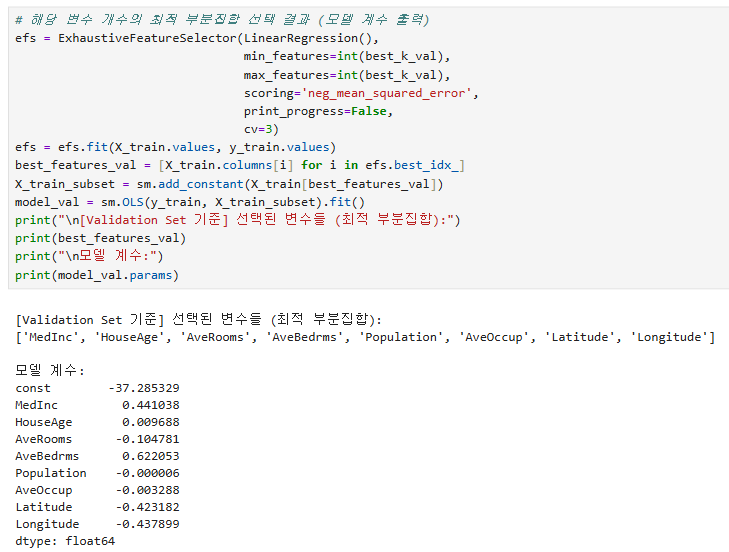 # 해당 변수 개수의 최적 부분집합 선택 결과 (모델 계수 출력)
efs = ExhaustiveFeatureSelector(LinearRegression(),
                                min_features=int(best_k_val),
                                max_features=int(best_k_val),
                                scoring='neg_mean_squared_error',
                                print_progress=False,
                                cv=3)
efs = efs.fit(X_train.values, y_train.values)
best_features_val = [X_train.columns[i] for i in efs.best_idx_]
X_train_subset = sm.add_constant(X_train[best_features_val])
model_val = sm.OLS(y_train, X_train_subset).fit()
print("\n[Validation Set 기준] 선택된 변수들 (최적 부분집합):")
print(best_features_val)
print("\n모델 계수:")
print(model_val.params)
[Validation Set 기준] 선택된 변수들 (최적 부분집합):
['MedInc', 'HouseAge', 'AveRooms', 'AveBedrms', 'Population', 'AveOccup', 'Latitude', 'Longitude']
모델 계수:
const        -37.285329
MedInc         0.441038
HouseAge       0.009688
AveRooms      -0.104781
AveBedrms      0.622053
Population    -0.000006
AveOccup      -0.003288
Latitude      -0.423182
Longitude     -0.437899
dtype: float64